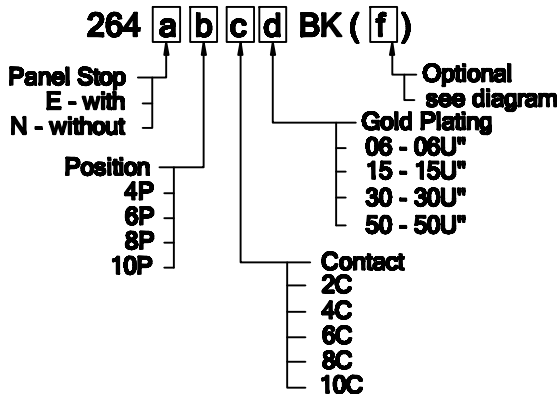 264 a b c d BK ( f )
Panel Stop
E - with
N - without
Position
4P
6P
8P
10P
Optional
see diagram
Gold Plating
06 - 06U"
15 - 15U"
30 - 30U"
50 - 50U"
Contact
2C
4C
6C
8C
10C